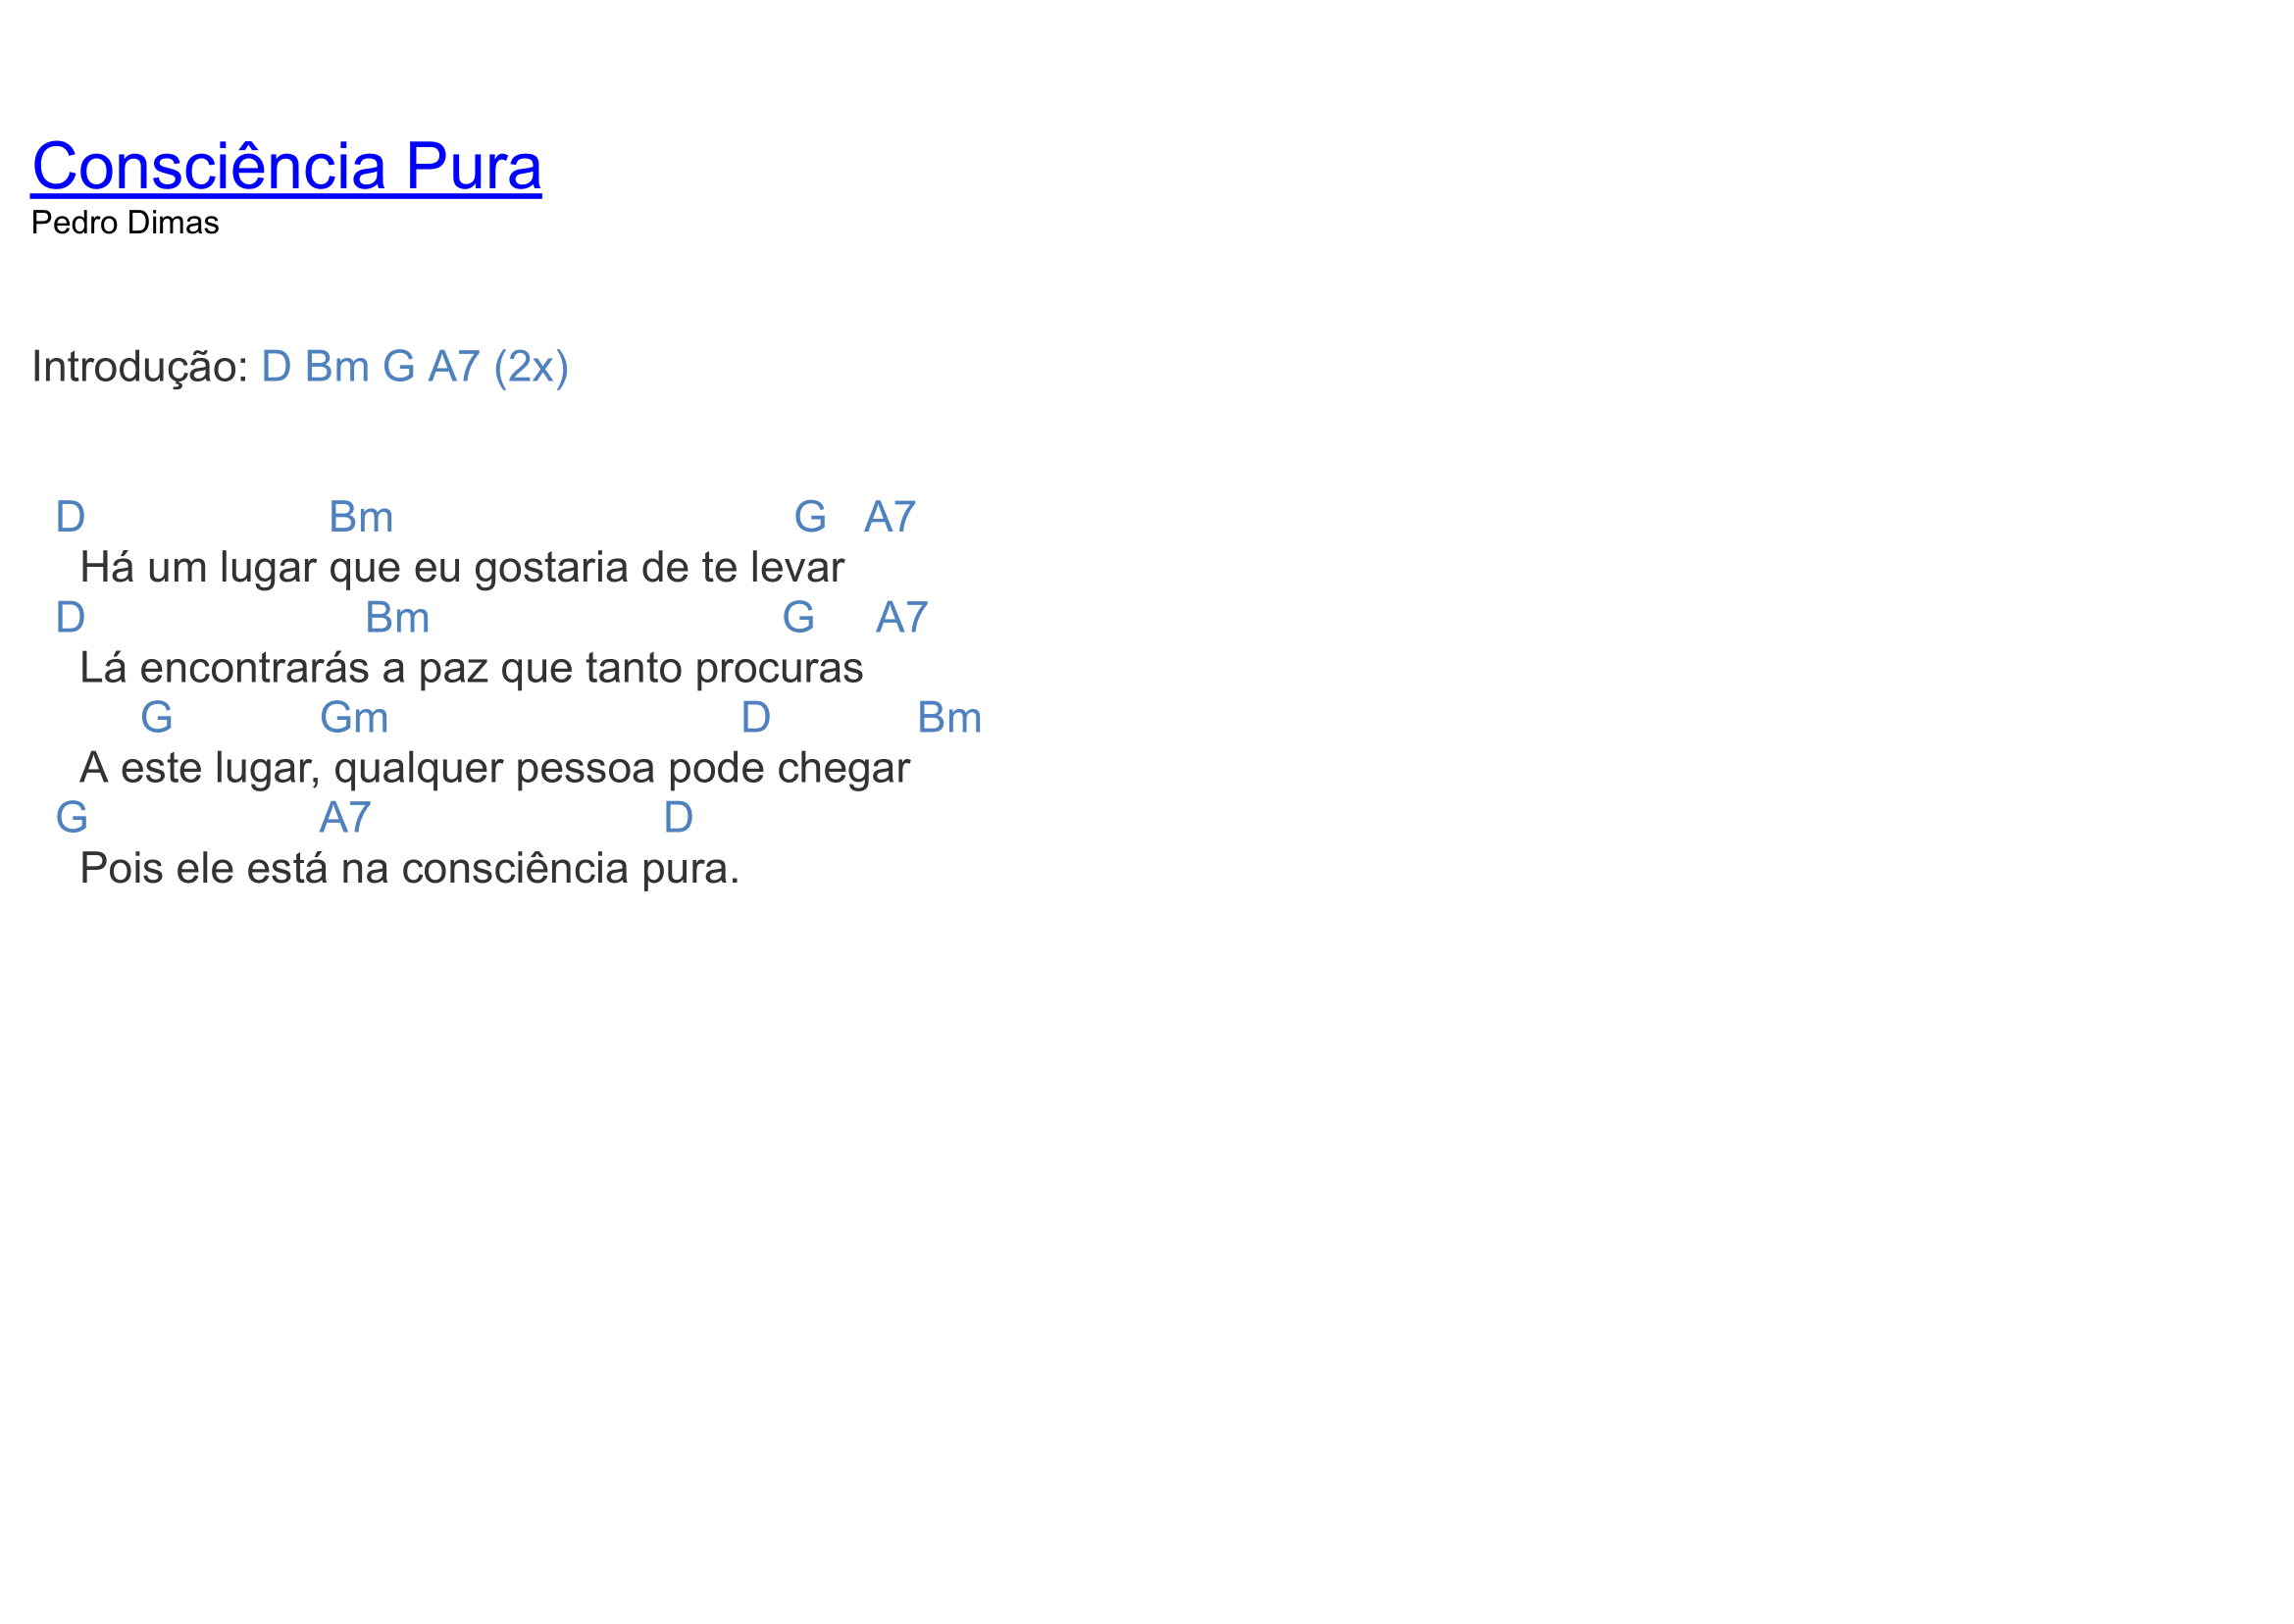 Consciência Pura
Pedro Dimas
Introdução: D Bm G A7 (2x)
D Bm G A7
Há um lugar que eu gostaria de te levar
D Bm G A7
Lá encontrarás a paz que tanto procuras
G Gm D Bm
A este lugar, qualquer pessoa pode chegar
G A7 D
Pois ele está na consciência pura.